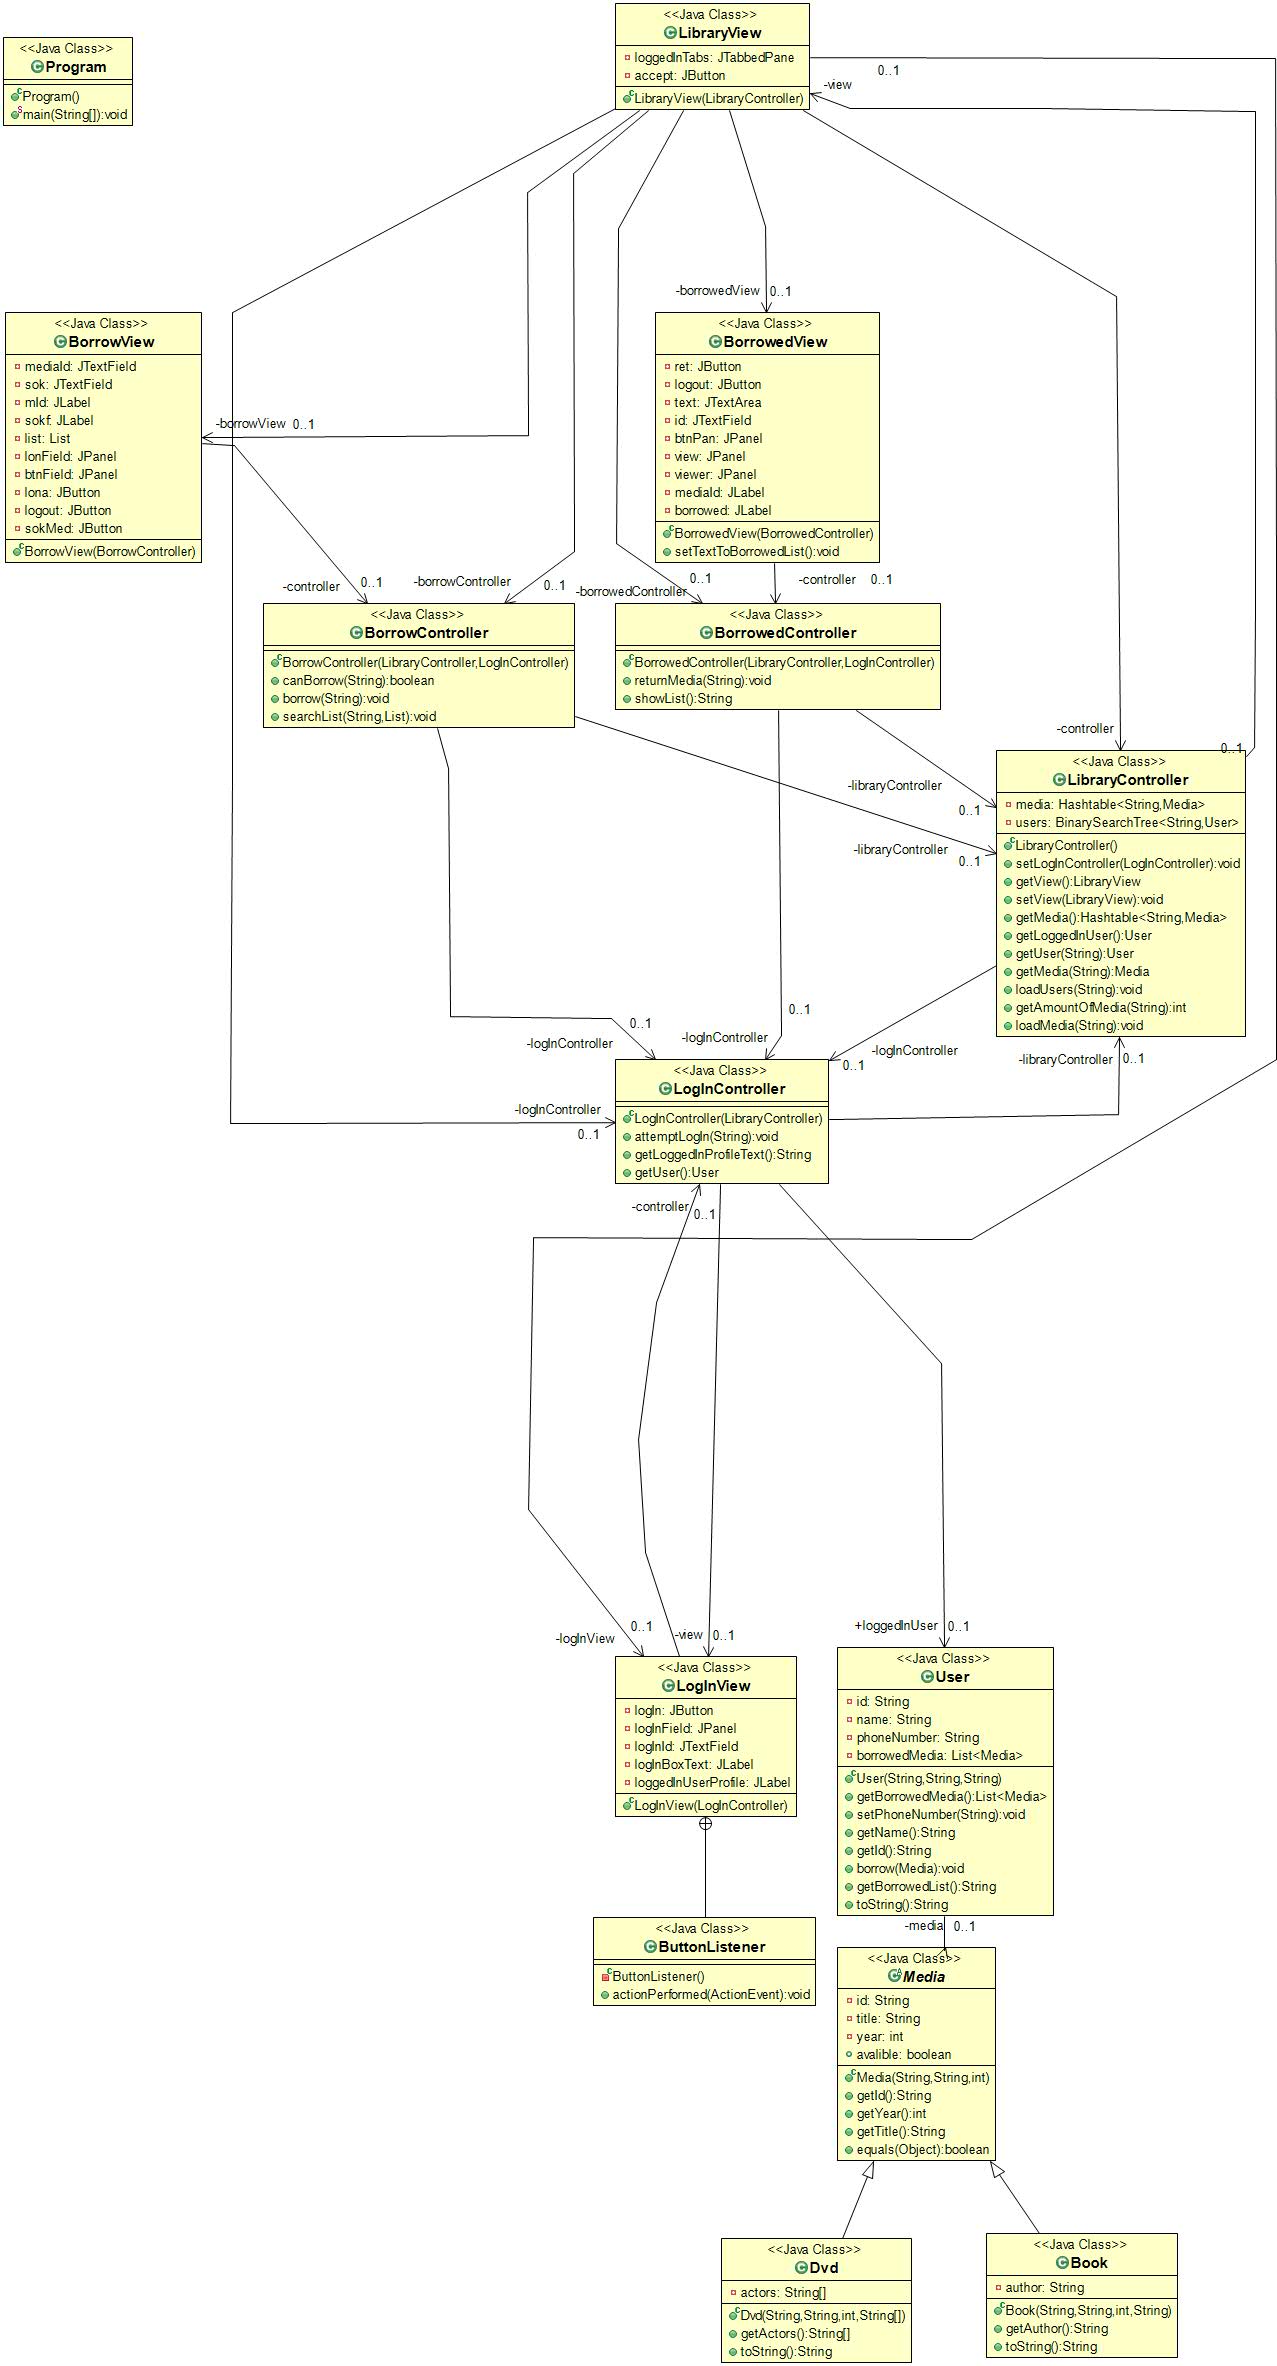 <<Java Class>>
LibraryView
loggedInTabs: JTabbedPane
accept: JButton
LibraryView(LibraryController)
<<Java Class>>
Program
Program()
main(String[]):void
0..1
-view
-borrowedView 0..1
<<Java Class>>
BorrowView
mediaId: JTextField
sok: JTextField
mId: JLabel
sokf: JLabel
list: List
lonField: JPanel
btnField: JPanel
lona: JButton
logout: JButton
sokMed: JButton
BorrowView(BorrowController)
-borrowView 0..1
<<Java Class>>
BorrowedView
ret: JButton
logout: JButton
text: JTextArea
id: JTextField
btnPan: JPanel
view: JPanel
viewer: JPanel
mediaId: JLabel
borrowed: JLabel
BorrowedView(BorrowedController)
setTextToBorrowedList():void
-controller 0..1
-borrowController 0..1
-borrowedController 0..1
-controller 0..1
<<Java Class>>
BorrowController
BorrowController(LibraryController,LogInController)
canBorrow(String):boolean
borrow(String):void
searchList(String,List):void
<<Java Class>>
BorrowedController
BorrowedController(LibraryController,LogInController)
returnMedia(String):void
showList():String
-controller
0..1
-libraryController
0..1
-libraryController
0..1
<<Java Class>>
LibraryController
media: Hashtable<String,Media>
users: BinarySearchTree<String,User>
LibraryController()
setLogInController(LogInController):void
getView():LibraryView
setView(LibraryView):void
getMedia():Hashtable<String,Media>
getLoggedInUser():User
getUser(String):User
getMedia(String):Media
loadUsers(String):void
getAmountOfMedia(String):int
loadMedia(String):void
0..1
-logInController
0..1
-logInController
-logInController
0..1
-libraryController 0..1
-logInController
0..1
<<Java Class>>
LogInController
LogInController(LibraryController)
attemptLogIn(String):void
getLoggedInProfileText():String
getUser():User
-controller
0..1
-logInView
0..1
-view 0..1
+loggedInUser 0..1
<<Java Class>>
LogInView
logIn: JButton
logInField: JPanel
logInId: JTextField
logInBoxText: JLabel
loggedInUserProfile: JLabel
LogInView(LogInController)
<<Java Class>>
User
id: String
name: String
phoneNumber: String
borrowedMedia: List<Media>
User(String,String,String)
getBorrowedMedia():List<Media>
setPhoneNumber(String):void
getName():String
getId():String
borrow(Media):void
getBorrowedList():String
toString():String
-media 0..1
<<Java Class>>
ButtonListener
ButtonListener()
actionPerformed(ActionEvent):void
<<Java Class>>
Media
id: String
title: String
year: int
avalible: boolean
Media(String,String,int)
getId():String
getYear():int
getTitle():String
equals(Object):boolean
<<Java Class>>
Dvd
actors: String[]
Dvd(String,String,int,String[])
getActors():String[]
toString():String
<<Java Class>>
Book
author: String
Book(String,String,int,String)
getAuthor():String
toString():String